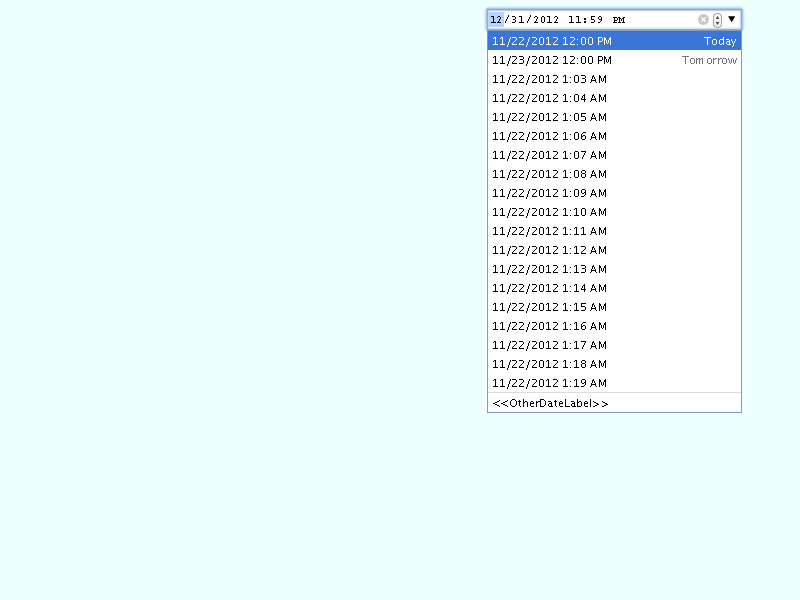 12/31/2012 11:59 PM
11/22/2012 12:00 PM Today
11/23/2012 12:00 PM Tomorrow
11/22/2012 1:03 AM
11/22/2012 1:04 AM
11/22/2012 1:05 AM
11/22/2012 1:06 AM
11/22/2012 1:07 AM
11/22/2012 1:08 AM
11/22/2012 1:09 AM
11/22/2012 1:10 AM
11/22/2012 1:11 AM
11/22/2012 1:12 AM
11/22/2012 1:13 AM
11/22/2012 1:14 AM
11/22/2012 1:15 AM
11/22/2012 1:16 AM
11/22/2012 1:17 AM
11/22/2012 1:18 AM
11/22/2012 1:19 AM
<<OtherDateLabel>>